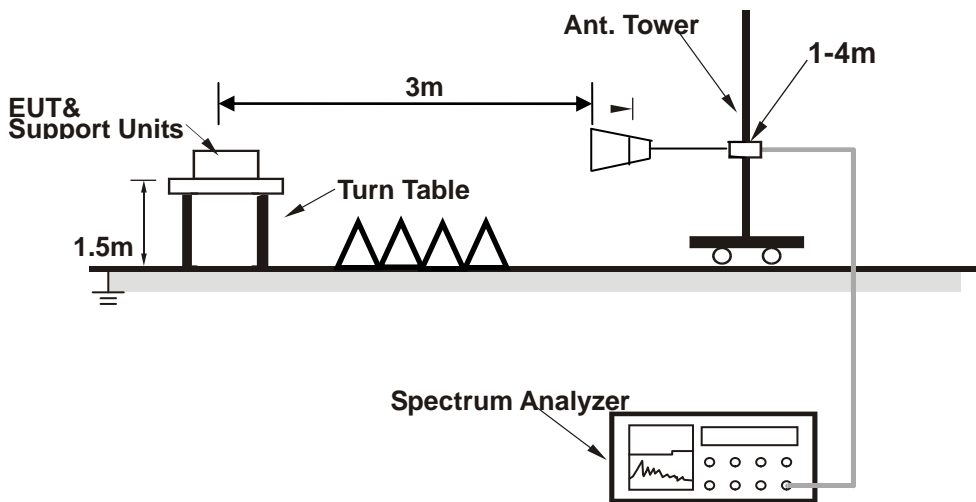 Ant. Tower
1-4m
3m
EUT&
Support Units
Turn Table
1.5m
Spectrum Analyzer